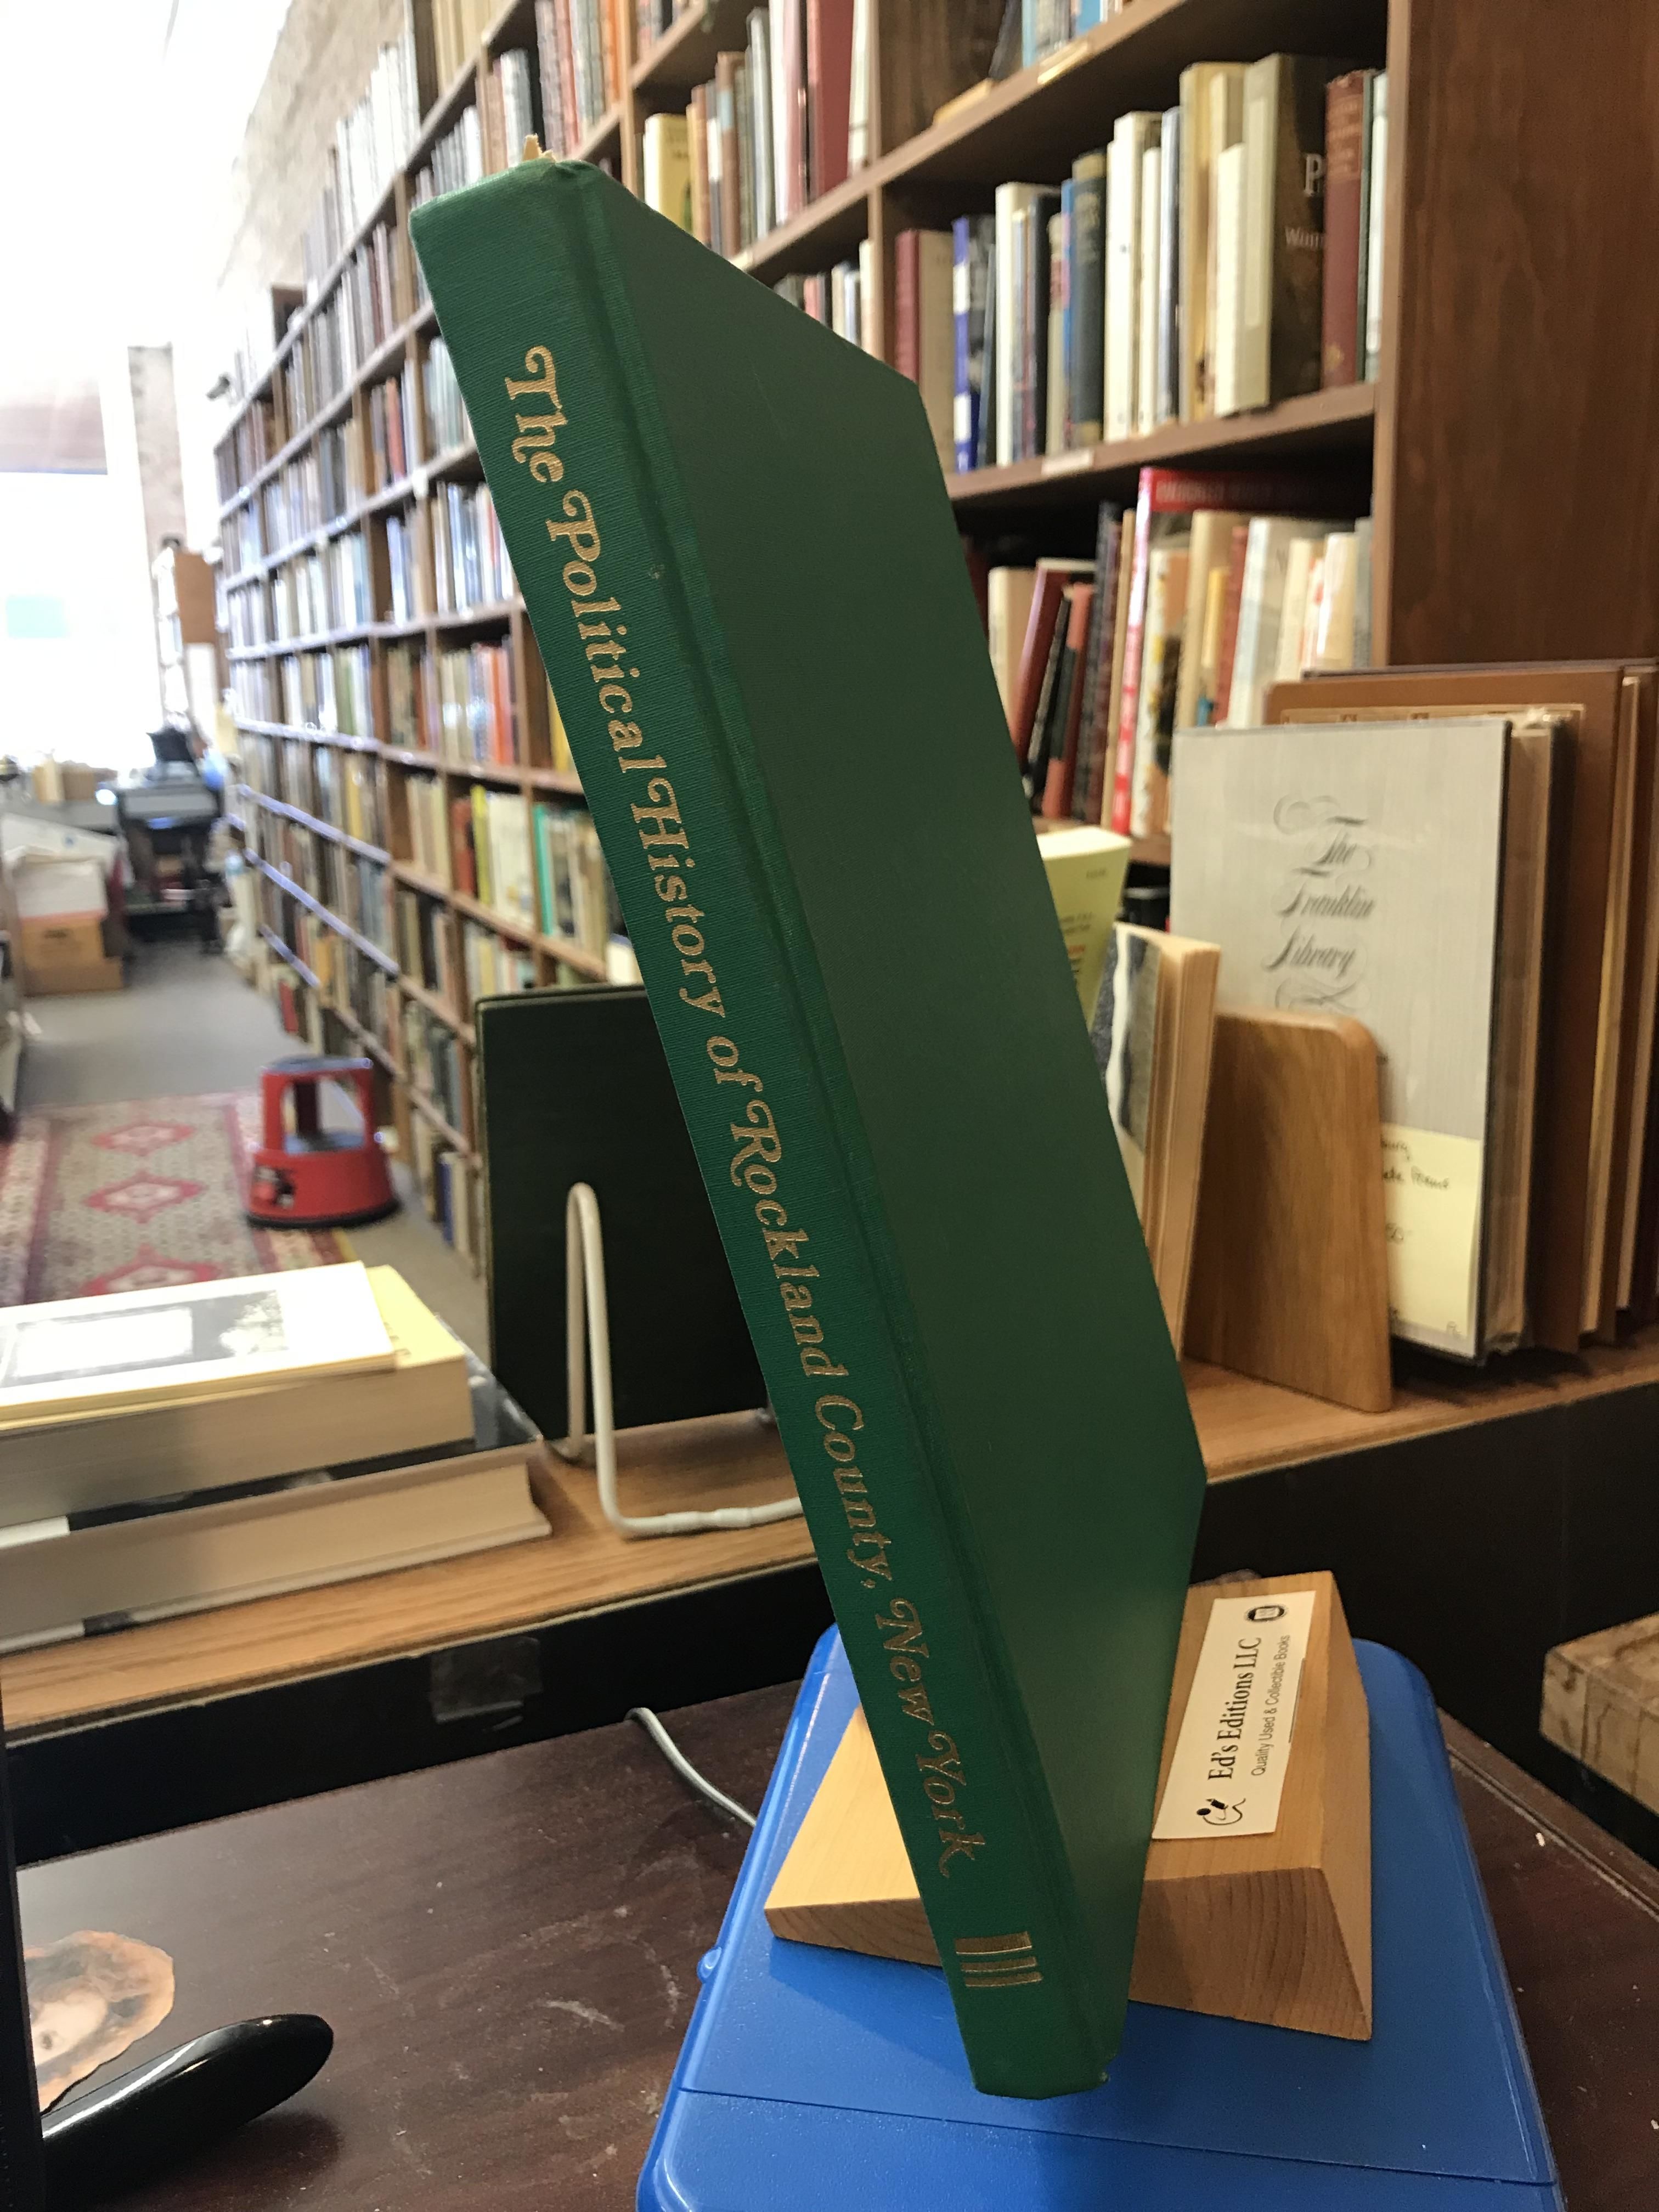 The Political History of Rockland County, New York
The
Franklin
Library
Ed's Editions LLC
Quality Used & Collectible Books